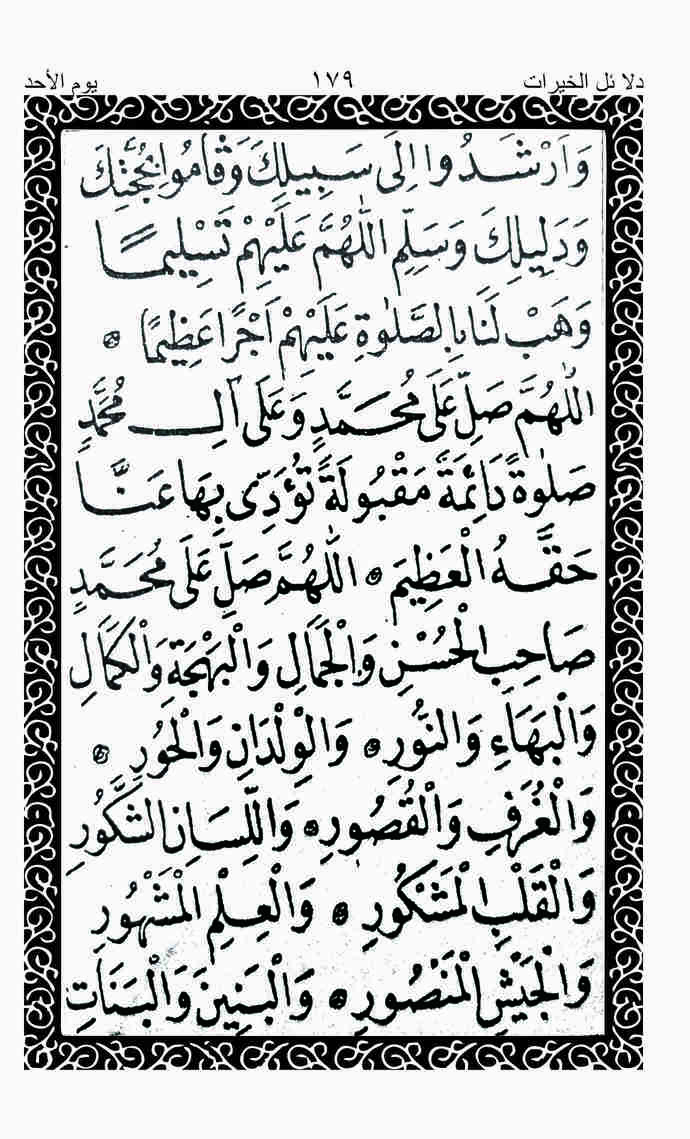 دلائل الخيرات ١٧٩ يوم الأحد
وَاَرْشَدُوا اِلَى سَبِيلِكَ وَقَامُوا بِحُجَّتِكَ
وَدَلِيلِكَ وَسَلِّمِ اللّٰهُمَّ عَلَيْهِمْ تَسْلِيمًا
وَهَبْ لَنَا بِالصَّلٰوةِ عَلَيْهِمْ اَجْرًا عَظِيمًا ۞
اللّٰهُمَّ صَلِّ عَلَى مُحَمَّدٍ وَعَلَى آلِ مُحَمَّدٍ
صَلٰوةً دَائِمَةً مَقْبُولَةً تُؤَدِّى بِهَا عَنَّا
حَقَّهُ الْعَظِيمَ ۞ اللّٰهُمَّ صَلِّ عَلَى مُحَمَّدٍ
صَاحِبِ الْحُسْنِ وَالْجَمَالِ وَالْبَهْجَةِ وَالْكَمَالِ
وَالْبَهَاءِ وَالنُّورِ ۞ وَالْوِلْدَانِ وَالْحُورِ ۞
وَالْغُرَفِ وَالْقُصُورِ ۞ وَاللِّسَانِ الشَّكُورِ
وَالْقَلْبِ الْمَشْكُورِ ۞ وَالْعِلْمِ الْمَشْهُورِ
وَالْجَيْشِ الْمَنْصُورِ ۞ وَالْبَنِينَ وَالْبَنَاتِ